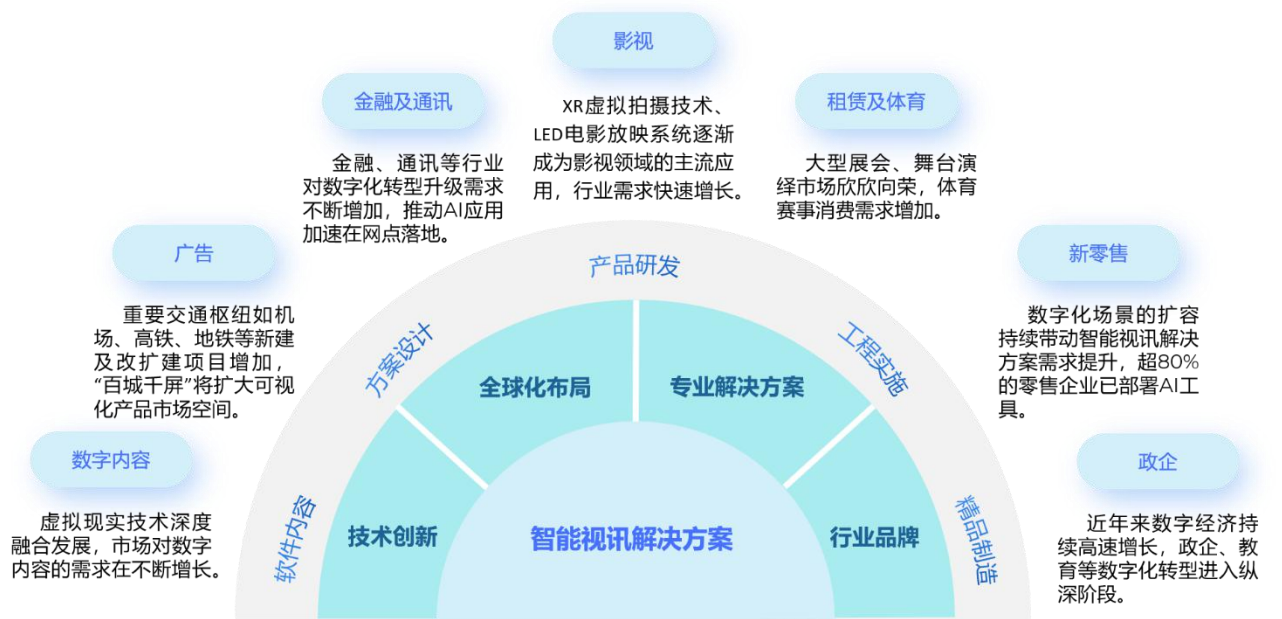 影视
XR虚拟拍摄技术、
LED电影放映系统逐渐
成为影视领域的主流应
用，行业需求快速增长。
金融及通讯
金融、通讯等行业
对数字化转型升级需求
不断增加，推动AI应用
加速在网点落地。
租赁及体育
大型展会、舞台演
绎市场欣欣向荣，体育
赛事消费需求增加。
广告
重要交通枢纽如机
场、高铁、地铁等新建
及改扩建项目增加，
“百城千屏”将扩大可视
化产品市场空间。
新零售
数字化场景的扩容
持续带动智能视讯解决
方案需求提升，超80%
的零售企业已部署AI工
具。
数字内容
虚拟现实技术深度
融合发展，市场对数字
内容的需求在不断增长。
政企
近年来数字经济持
续高速增长，政企、教
育等数字化转型进入纵
深阶段。
软件内容
方案设计
产品研发
工程实施
精品制造
技术创新
全球化布局
专业解决方案
行业品牌
智能视讯解决方案